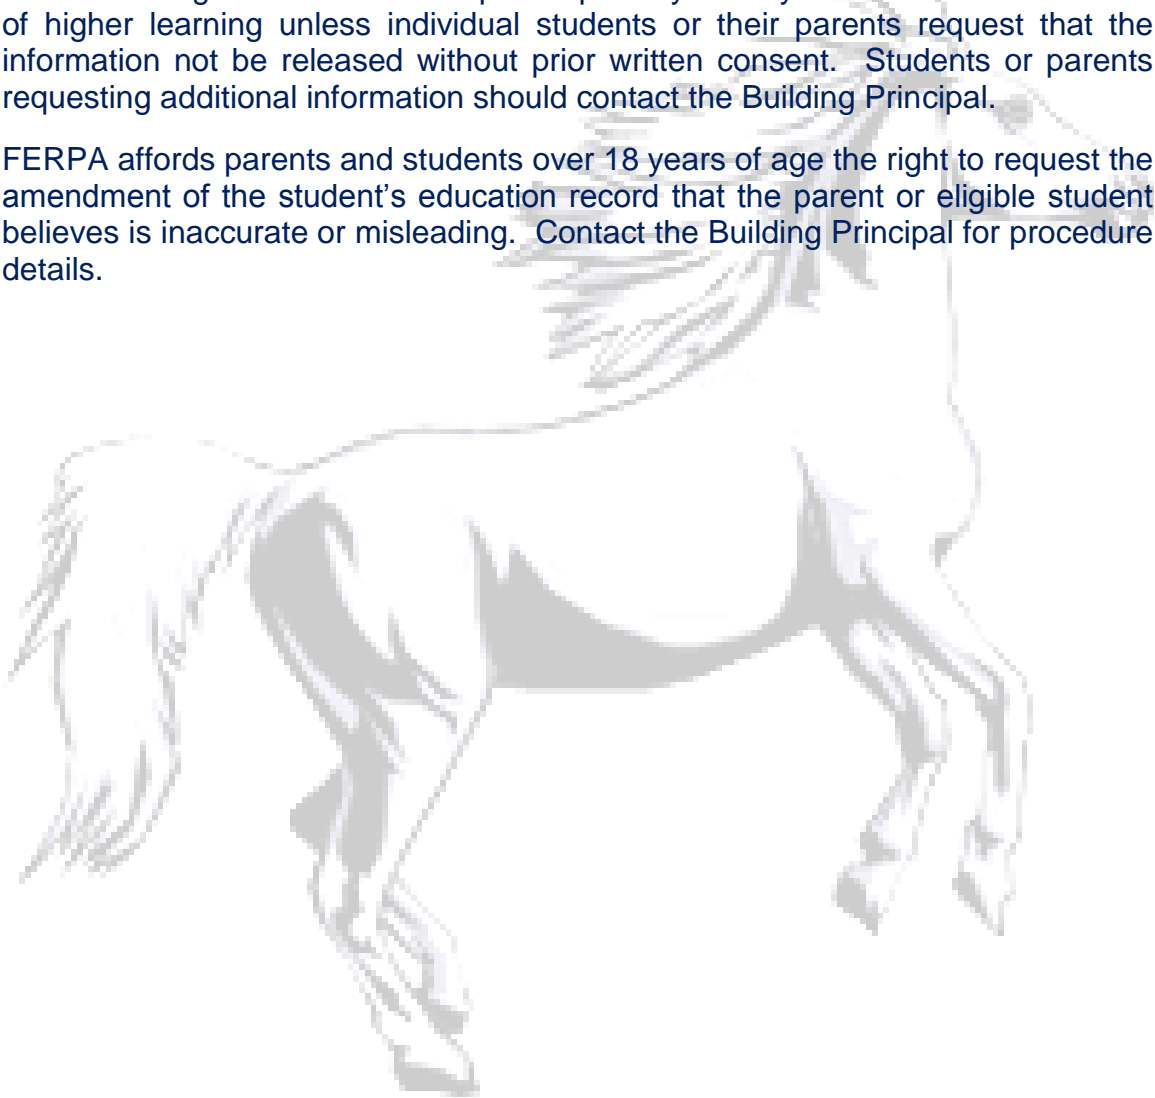 of higher learning unless individual students or their parents request that the
information not be released without prior written consent.  Students or parents
requesting additional information should contact the Building Principal.
FERPA affords parents and students over 18 years of age the right to request the
amendment of the student’s education record that the parent or eligible student
believes is inaccurate or misleading.  Contact the Building Principal for procedure
details.